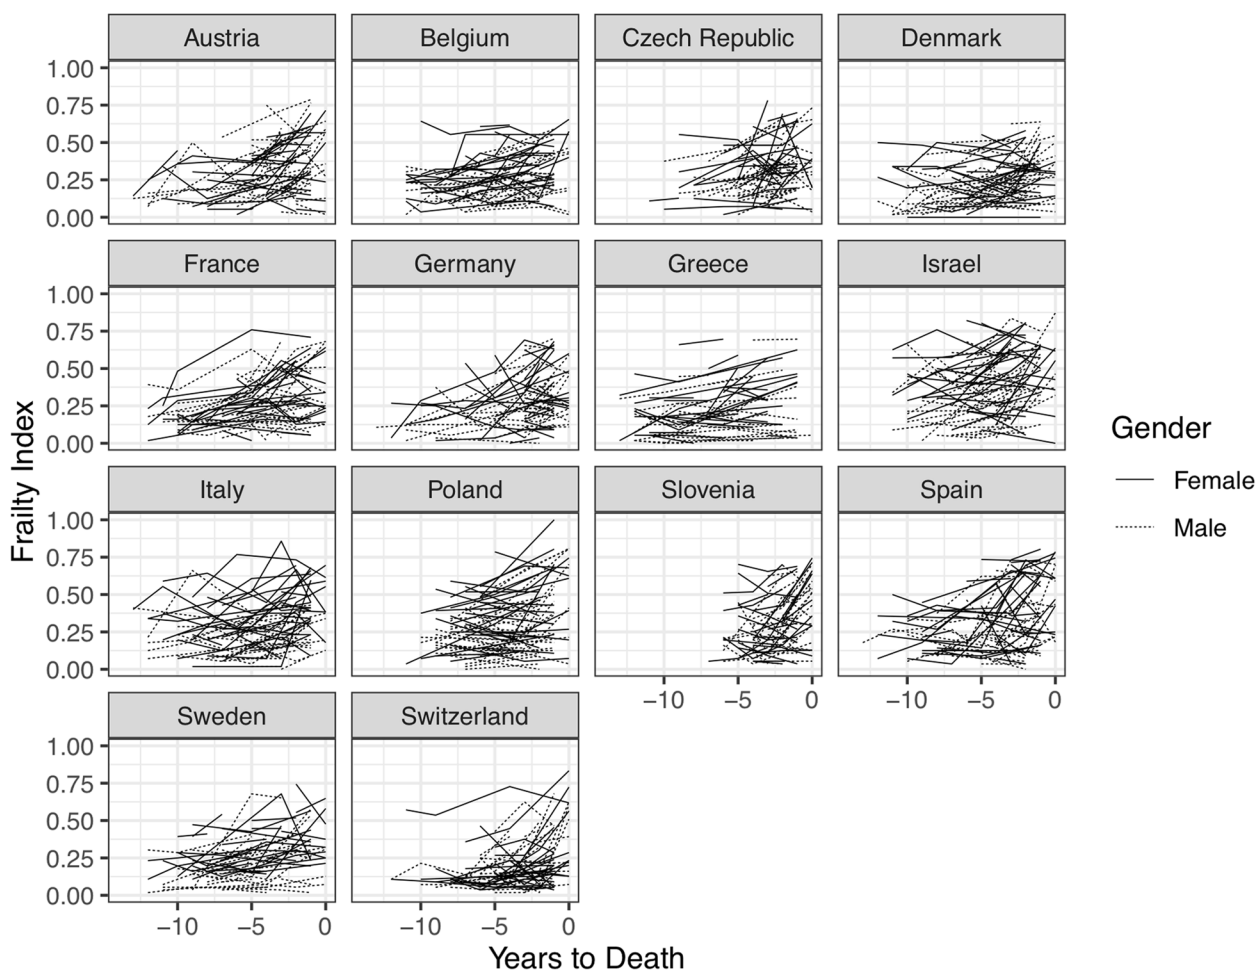 Austria Belgium Czech Republic Denmark
1.00
0.75
0.50
0.25
0.00
France Germany Greece Israel
1.00
0.75
0.50
0.25
0.00
Italy Poland Slovenia Spain
1.00
0.75
0.50
0.25
0.00
−10 −5 0 −10 −5 0
Sweden Switzerland
1.00
0.75
0.50
0.25
0.00
−10 −5 0 −10 −5 0
Years to Death
Frailty Index
Gender
Female
Male